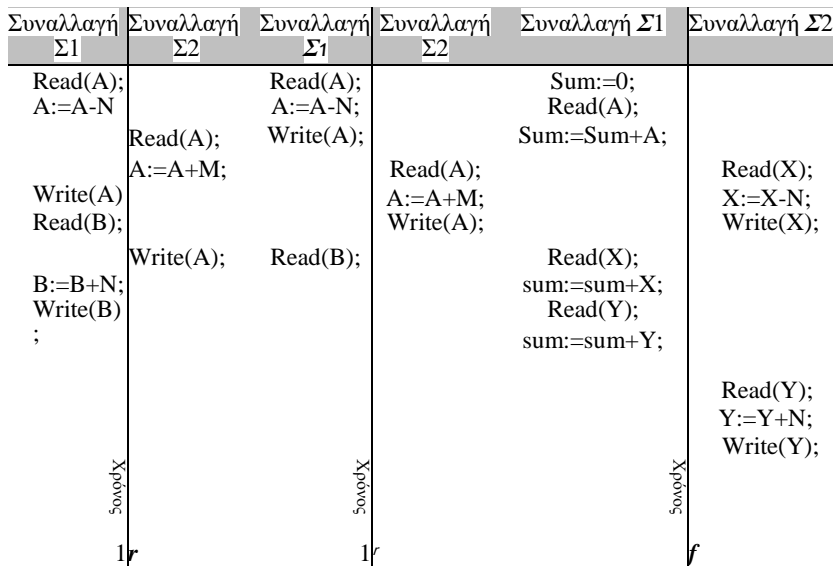 Συναλλαγή Συναλλαγή Συναλλαγή Συναλλαγή Συναλλαγή Σ1 Συναλλαγή Σ2
Σ1 Σ2 Σ1 Σ2
Read(A); Read(A); Sum:=0;
A:=A-N A:=A-N; Read(A);
Read(A); Write(A); Sum:=Sum+A;
A:=A+M; Read(A); Read(X);
Write(A) A:=A+M; X:=X-N;
Read(B); Write(A); Write(X);
Write(A); Read(B); Read(X);
B:=B+N; sum:=sum+X;
Write(B) Read(Y);
; sum:=sum+Y;
Read(Y);
Y:=Y+N;
Write(Y);
Χρόνος Χρόνος Χρόνος
1r 1r f